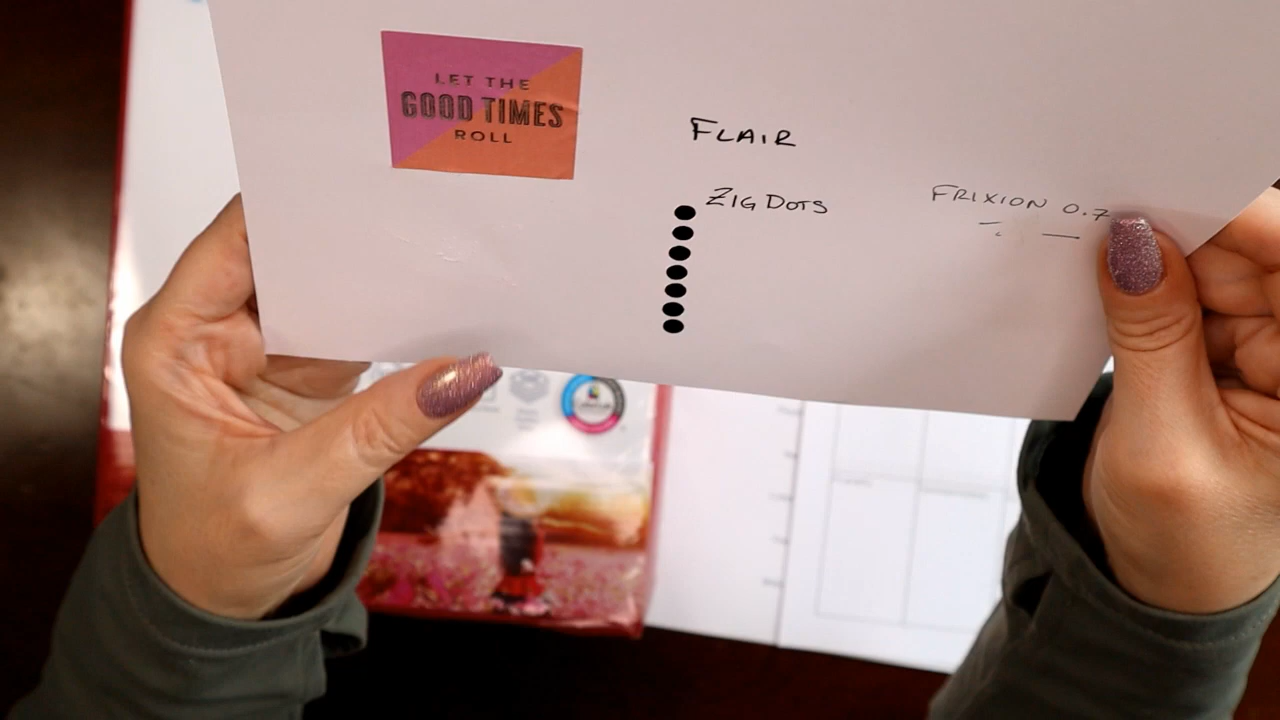 LET THE
GOOD TIMES
ROLL
FLAIR
ZIG DOTS
FRIXION 0.7